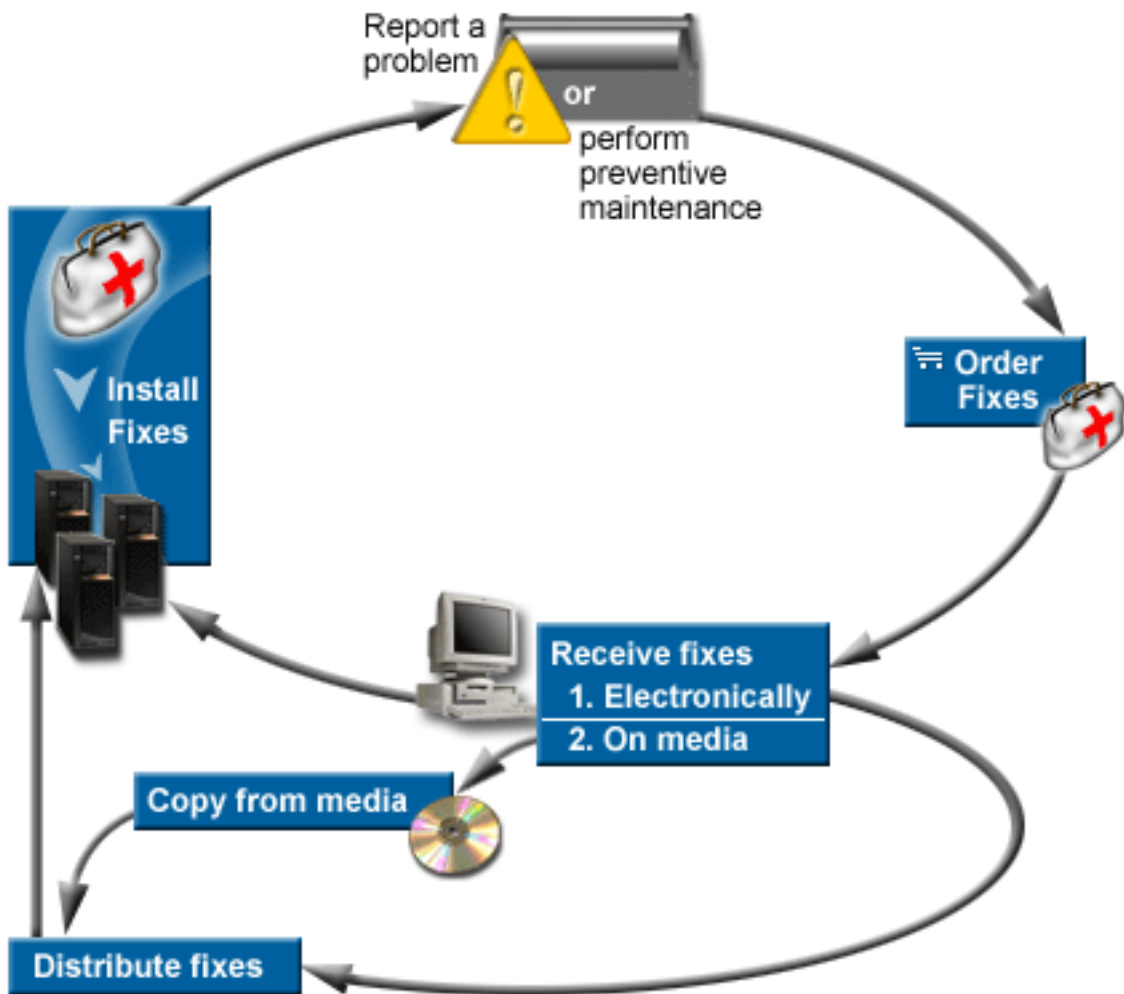 Report a
problem
or
perform
preventive
maintenance
Order
Fixes
Install
Fixes
Receive fixes
1. Electronically
2. On media
Copy from media
Distribute fixes